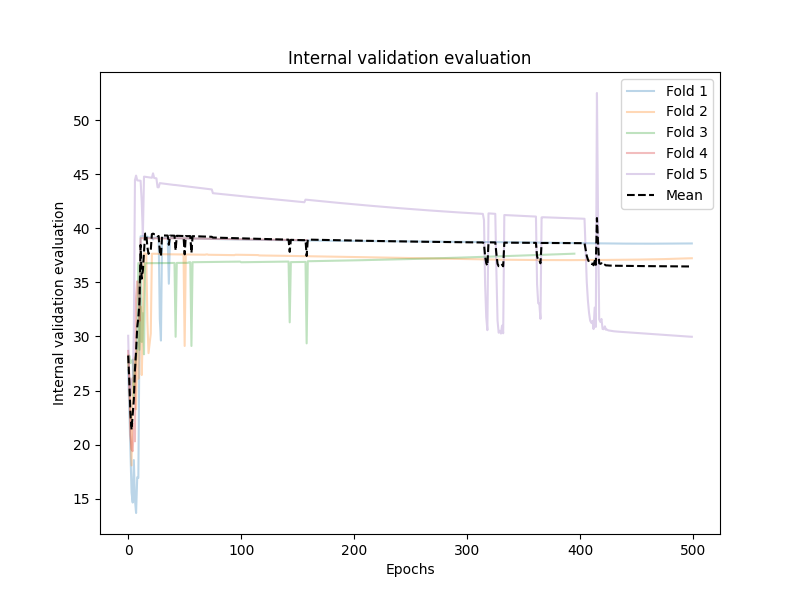 Internal validation evaluation
Internal validation evaluation
50
45
40
35
30
25
20
15
Fold 1
Fold 2
Fold 3
Fold 4
Fold 5
Mean
0
100
200
300
400
500
Epochs